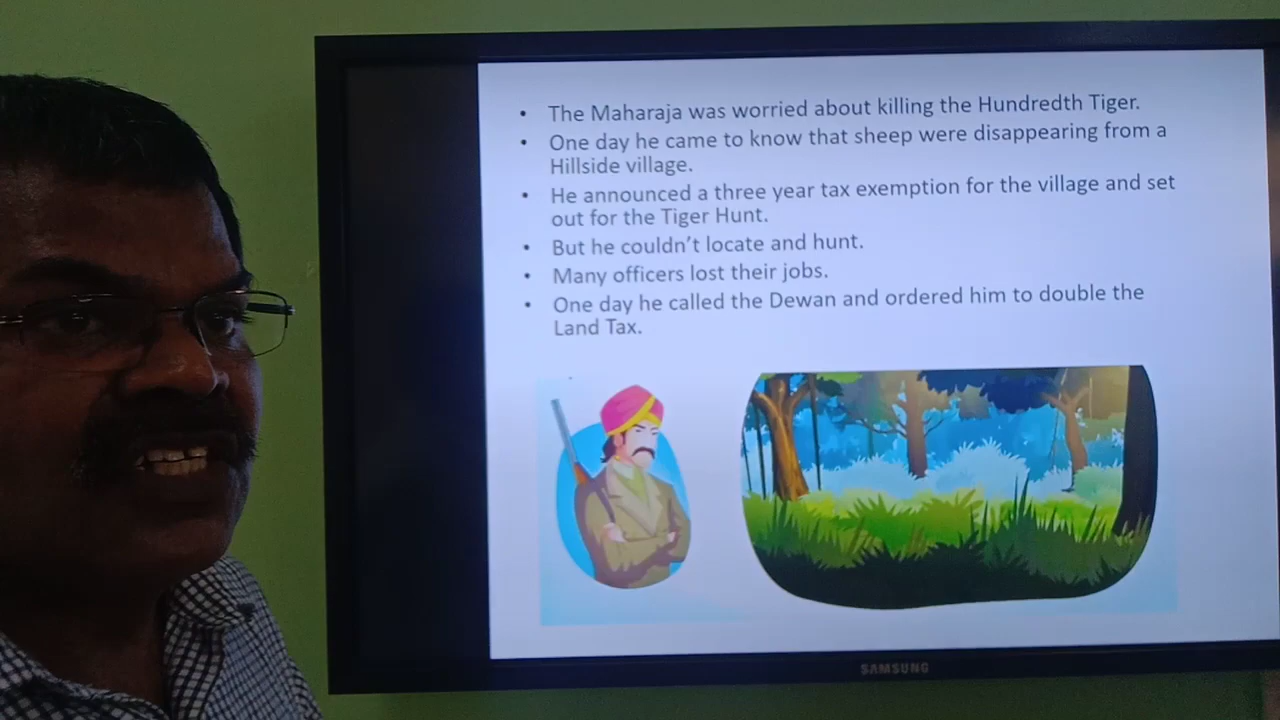 • The Maharaja was worried about killing the Hundredth Tiger.
• One day he came to know that sheep were disappearing from a
Hillside village.
• He announced a three year tax exemption for the village and set
out for the Tiger Hunt.
• But he couldn't locate and hunt.
• Many officers lost their jobs.
• One day he called the Dewan and ordered him to double the
Land Tax.
SAMSUNG